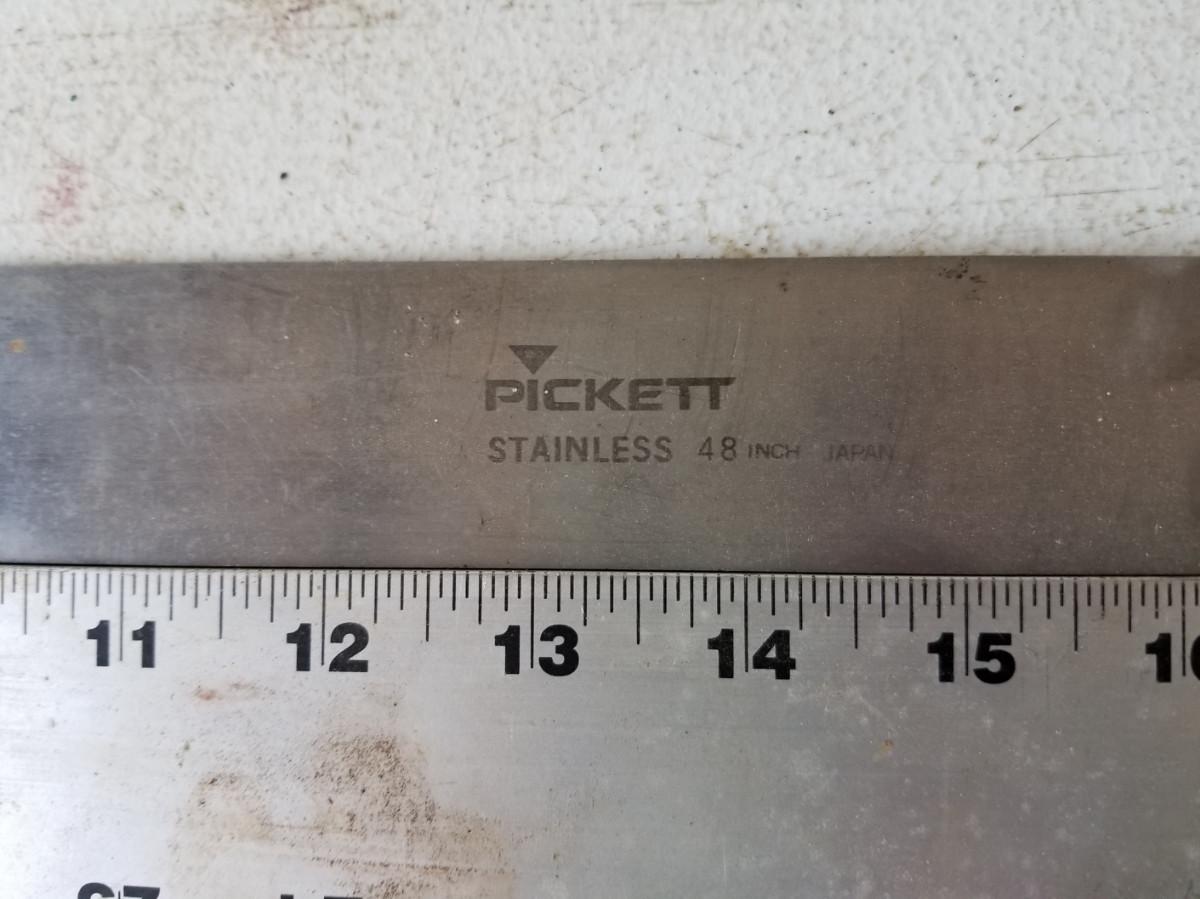 PICKETT
STAINLESS 48 INCH JAPAN
11 12 13 14 15